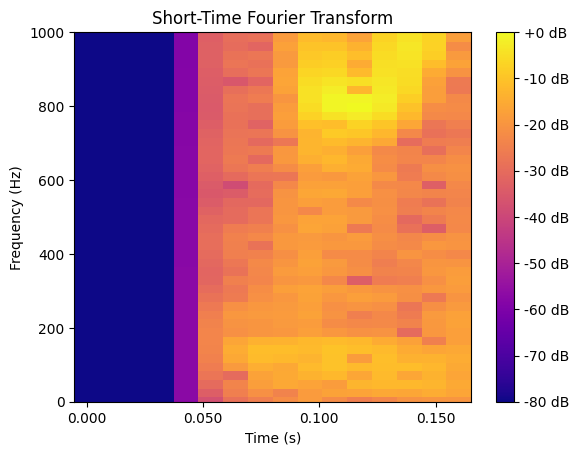 Short-Time Fourier Transform
1000
800
600
400
200
0
Frequency (Hz)
0.000
0.050
0.100
0.150
Time (s)
+0 dB
-10 dB
-20 dB
-30 dB
-40 dB
-50 dB
-60 dB
-70 dB
-80 dB